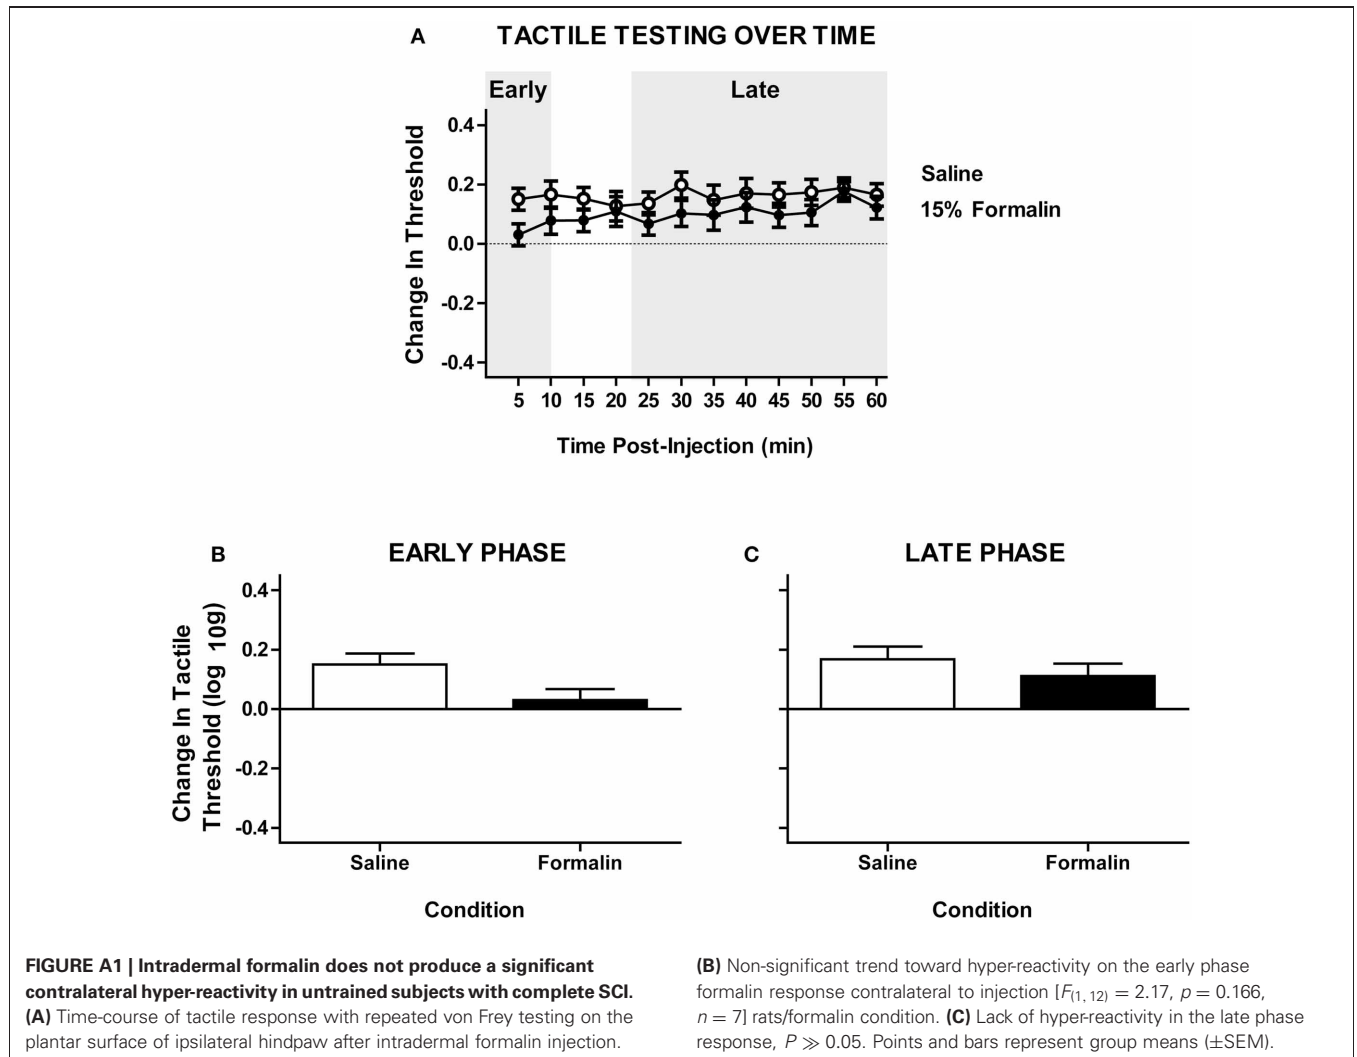 A TACTILE TESTING OVER TIME
Early Late
Change In Threshold
0.4
0.2
0.0
-0.2
-0.4
5 10 15 20 25 30 35 40 45 50 55 60
Time Post-Injection (min)
Saline
15% Formalin
B EARLY PHASE
Change In Tactile
Threshold (log 10g)
0.4
0.2
0.0
-0.2
-0.4
Saline Formalin
Condition
C LATE PHASE
Saline Formalin
Condition
FIGURE A1 | Intradermal formalin does not produce a significant
contralateral hyper-reactivity in untrained subjects with complete SCI.
(A) Time-course of tactile response with repeated von Frey testing on the
plantar surface of ipsilateral hindpaw after intradermal formalin injection.
(B) Non-significant trend toward hyper-reactivity on the early phase
formalin response contralateral to injection [F(1, 12) = 2.17, p = 0.166,
n = 7] rats/formalin condition. (C) Lack of hyper-reactivity in the late phase
response, P ≫ 0.05. Points and bars represent group means (±SEM).